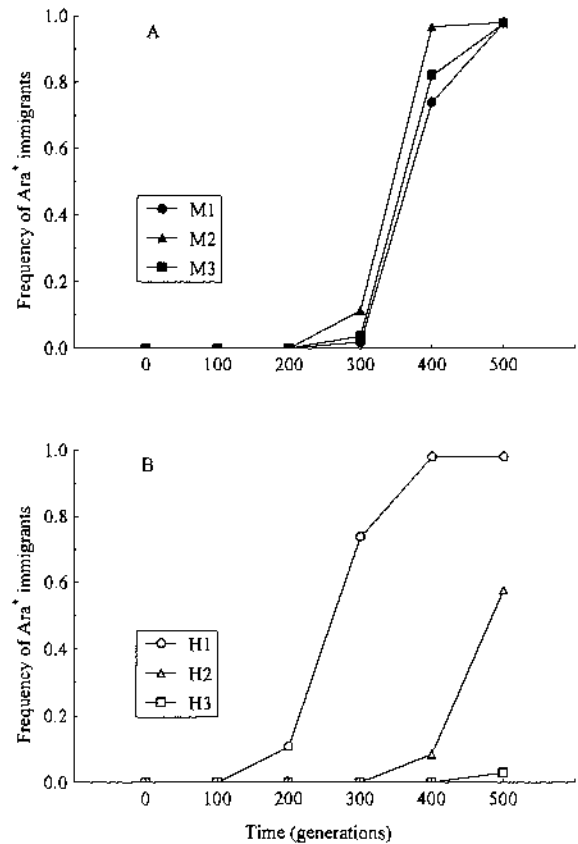 A
Frequency of Ara⁺ immigrants
1.0
0.8
0.6
0.4
0.2
0.0
M1
M2
M3
0 100 200 300 400 500
B
Frequency of Ara⁺ immigrants
1.0
0.8
0.6
0.4
0.2
0.0
H1
H2
H3
0 100 200 300 400 500
Time (generations)